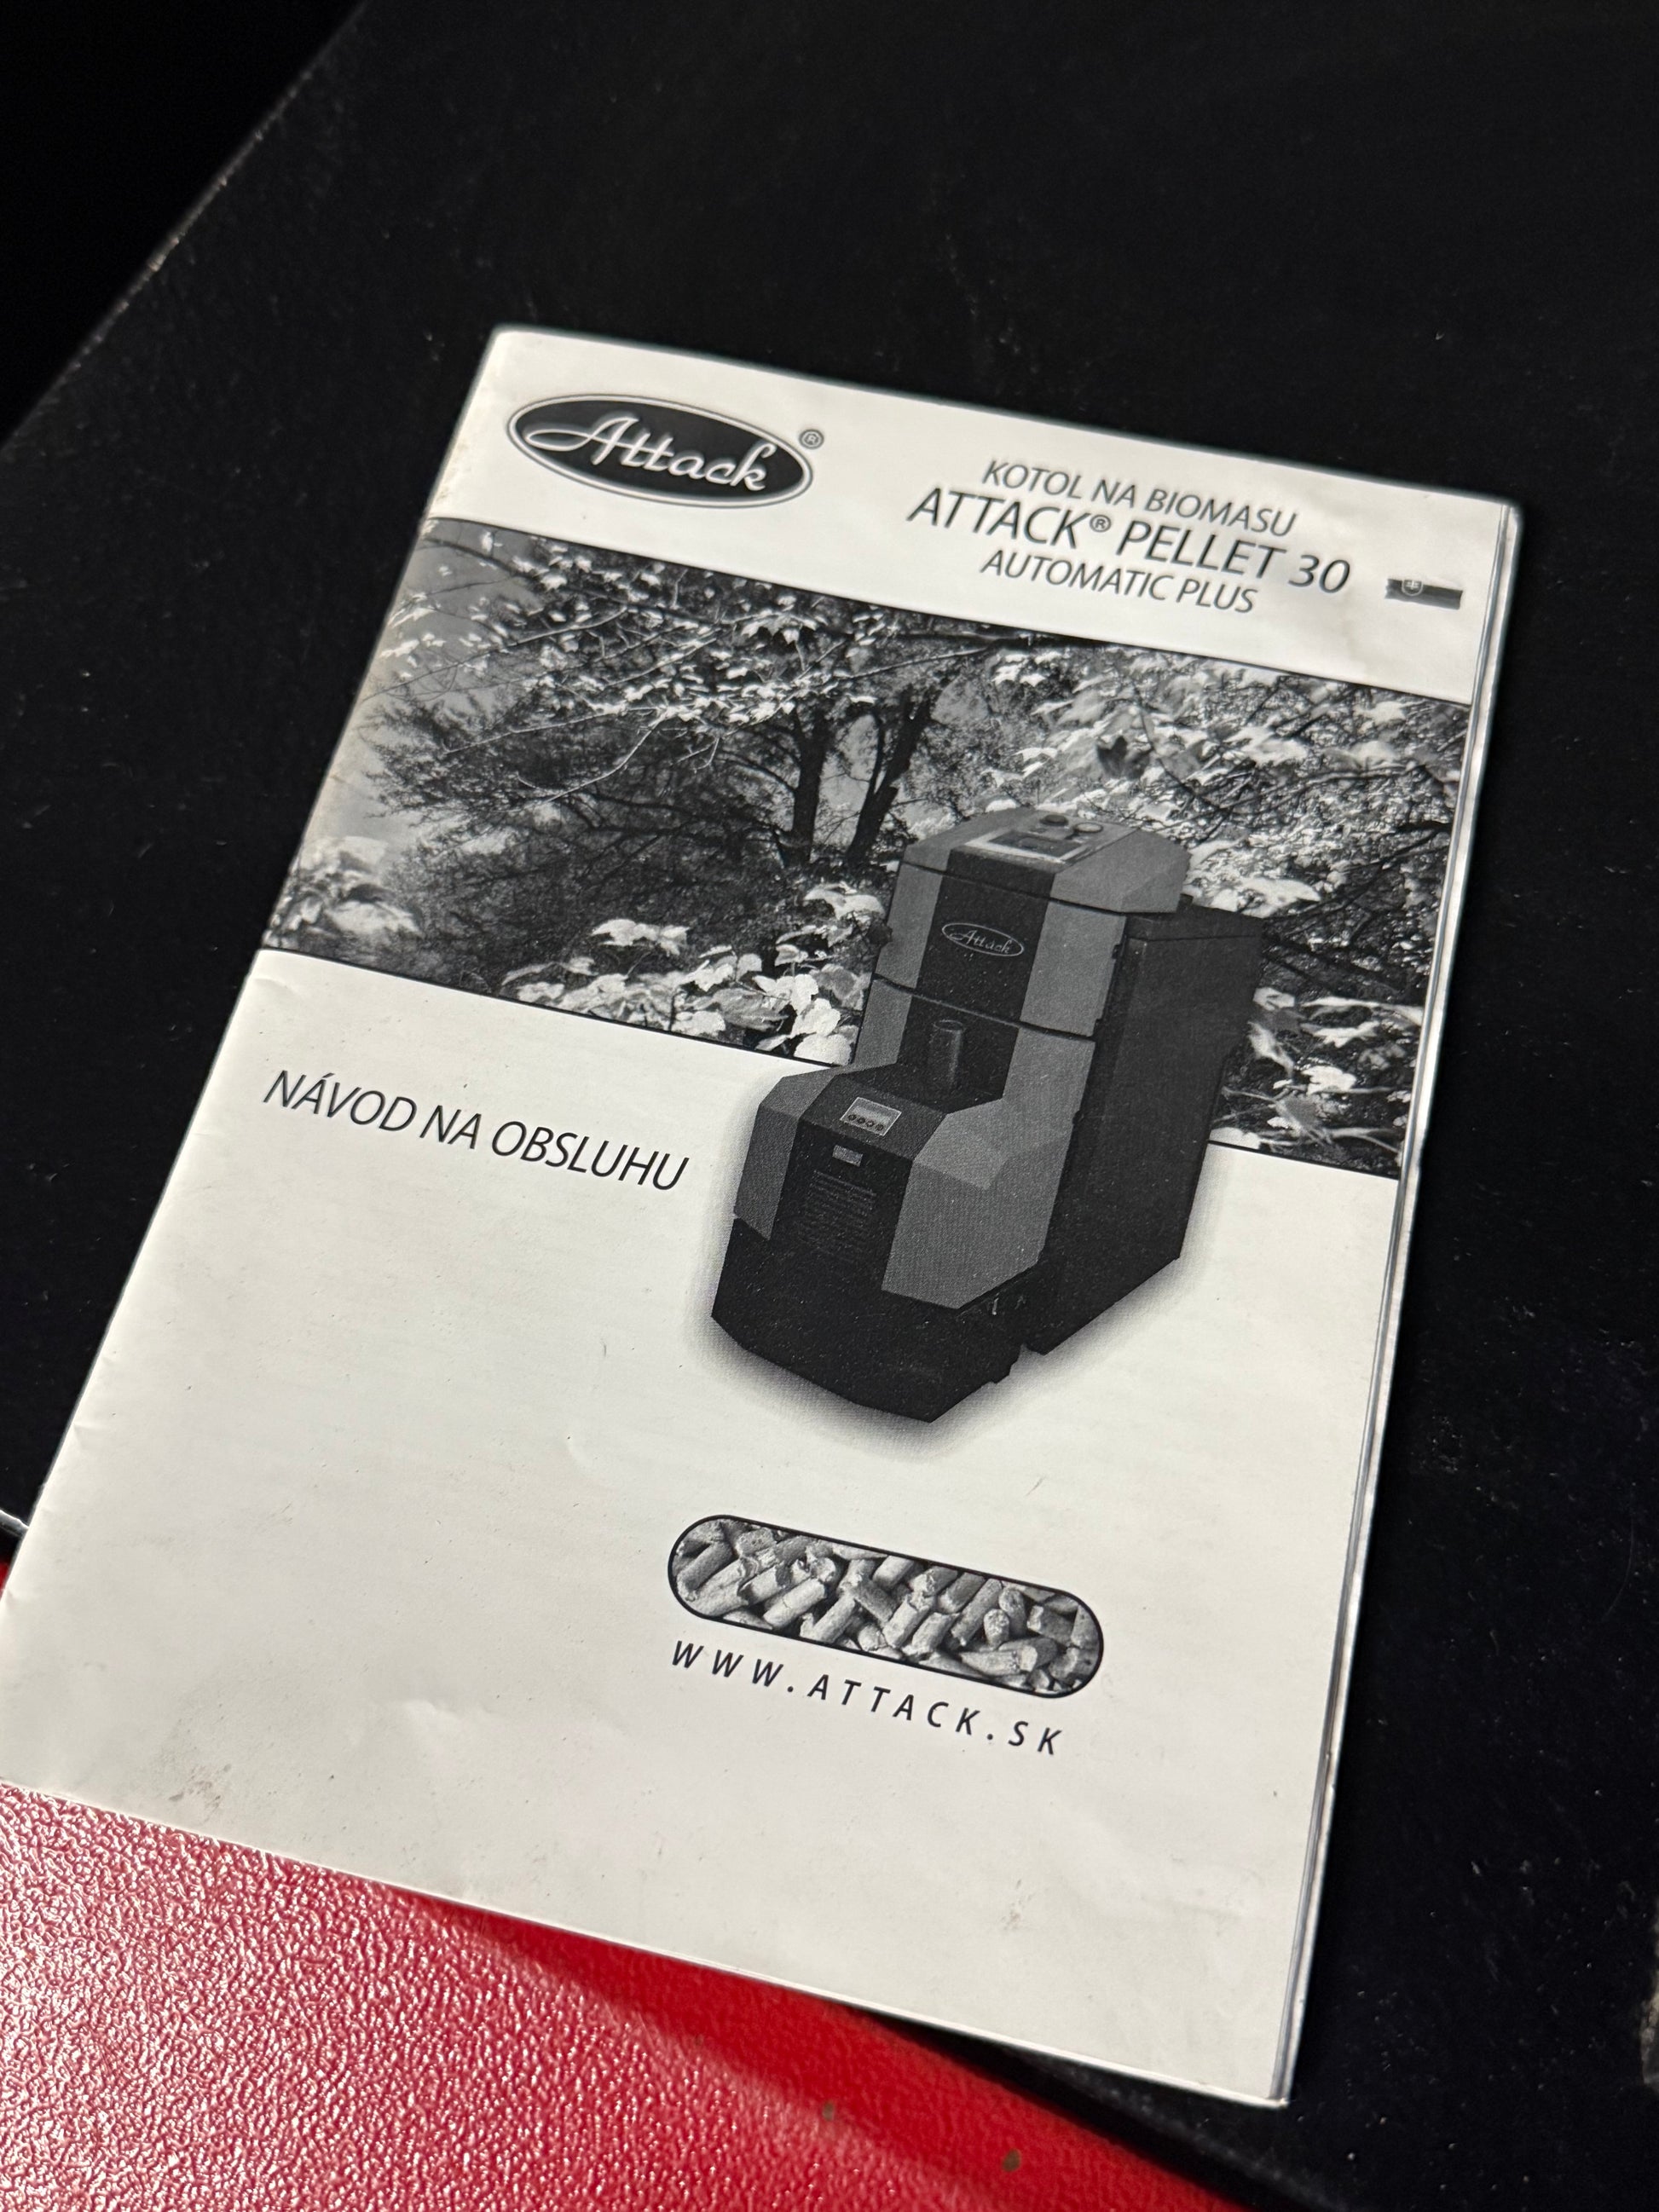 Attack®
KOTOL NA BIOMASU
ATTACK® PELLET 30
AUTOMATIC PLUS
Attack
NÁVOD NA OBSLUHU
WWW.ATTACK.SK